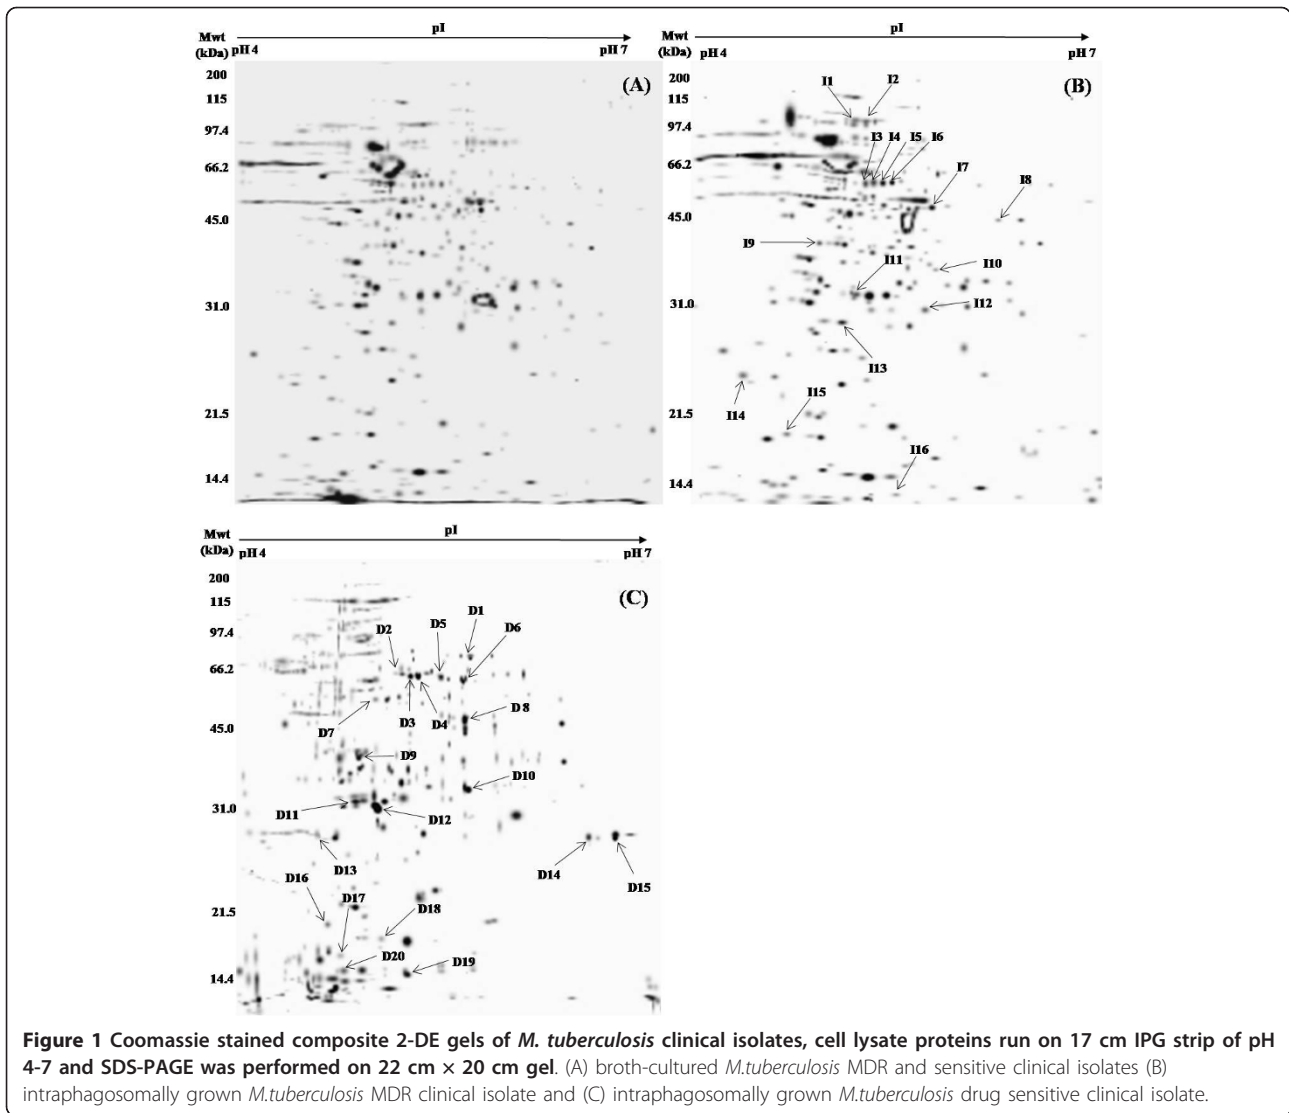 pI
Mwt
(kDa) pH 4 pH 7
200
115
97.4
66.2
45.0
31.0
21.5
14.4
(A)
pI
Mwt
(kDa) pH 4 pH 7
200
115
97.4
66.2
45.0
31.0
21.5
14.4
(B)
I1 I2
I3 I4 I5 I6
I7
I8
I9
I11
I10
I12
I13
I14
I15
I16
pI
Mwt
(kDa) pH 4 pH 7
200
115
97.4
66.2
45.0
31.0
21.5
14.4
(C)
D1
D2 D5 D6
D7 D3 D4 D 8
D9
D10
D11 D12
D13 D14 D15
D16
D17
D18
D20
D19
Figure 1 Coomassie stained composite 2-DE gels of M. tuberculosis clinical isolates, cell lysate proteins run on 17 cm IPG strip of pH
4-7 and SDS-PAGE was performed on 22 cm × 20 cm gel. (A) broth-cultured M.tuberculosis MDR and sensitive clinical isolates (B)
intraphagosomally grown M.tuberculosis MDR clinical isolate and (C) intraphagosomally grown M.tuberculosis drug sensitive clinical isolate.